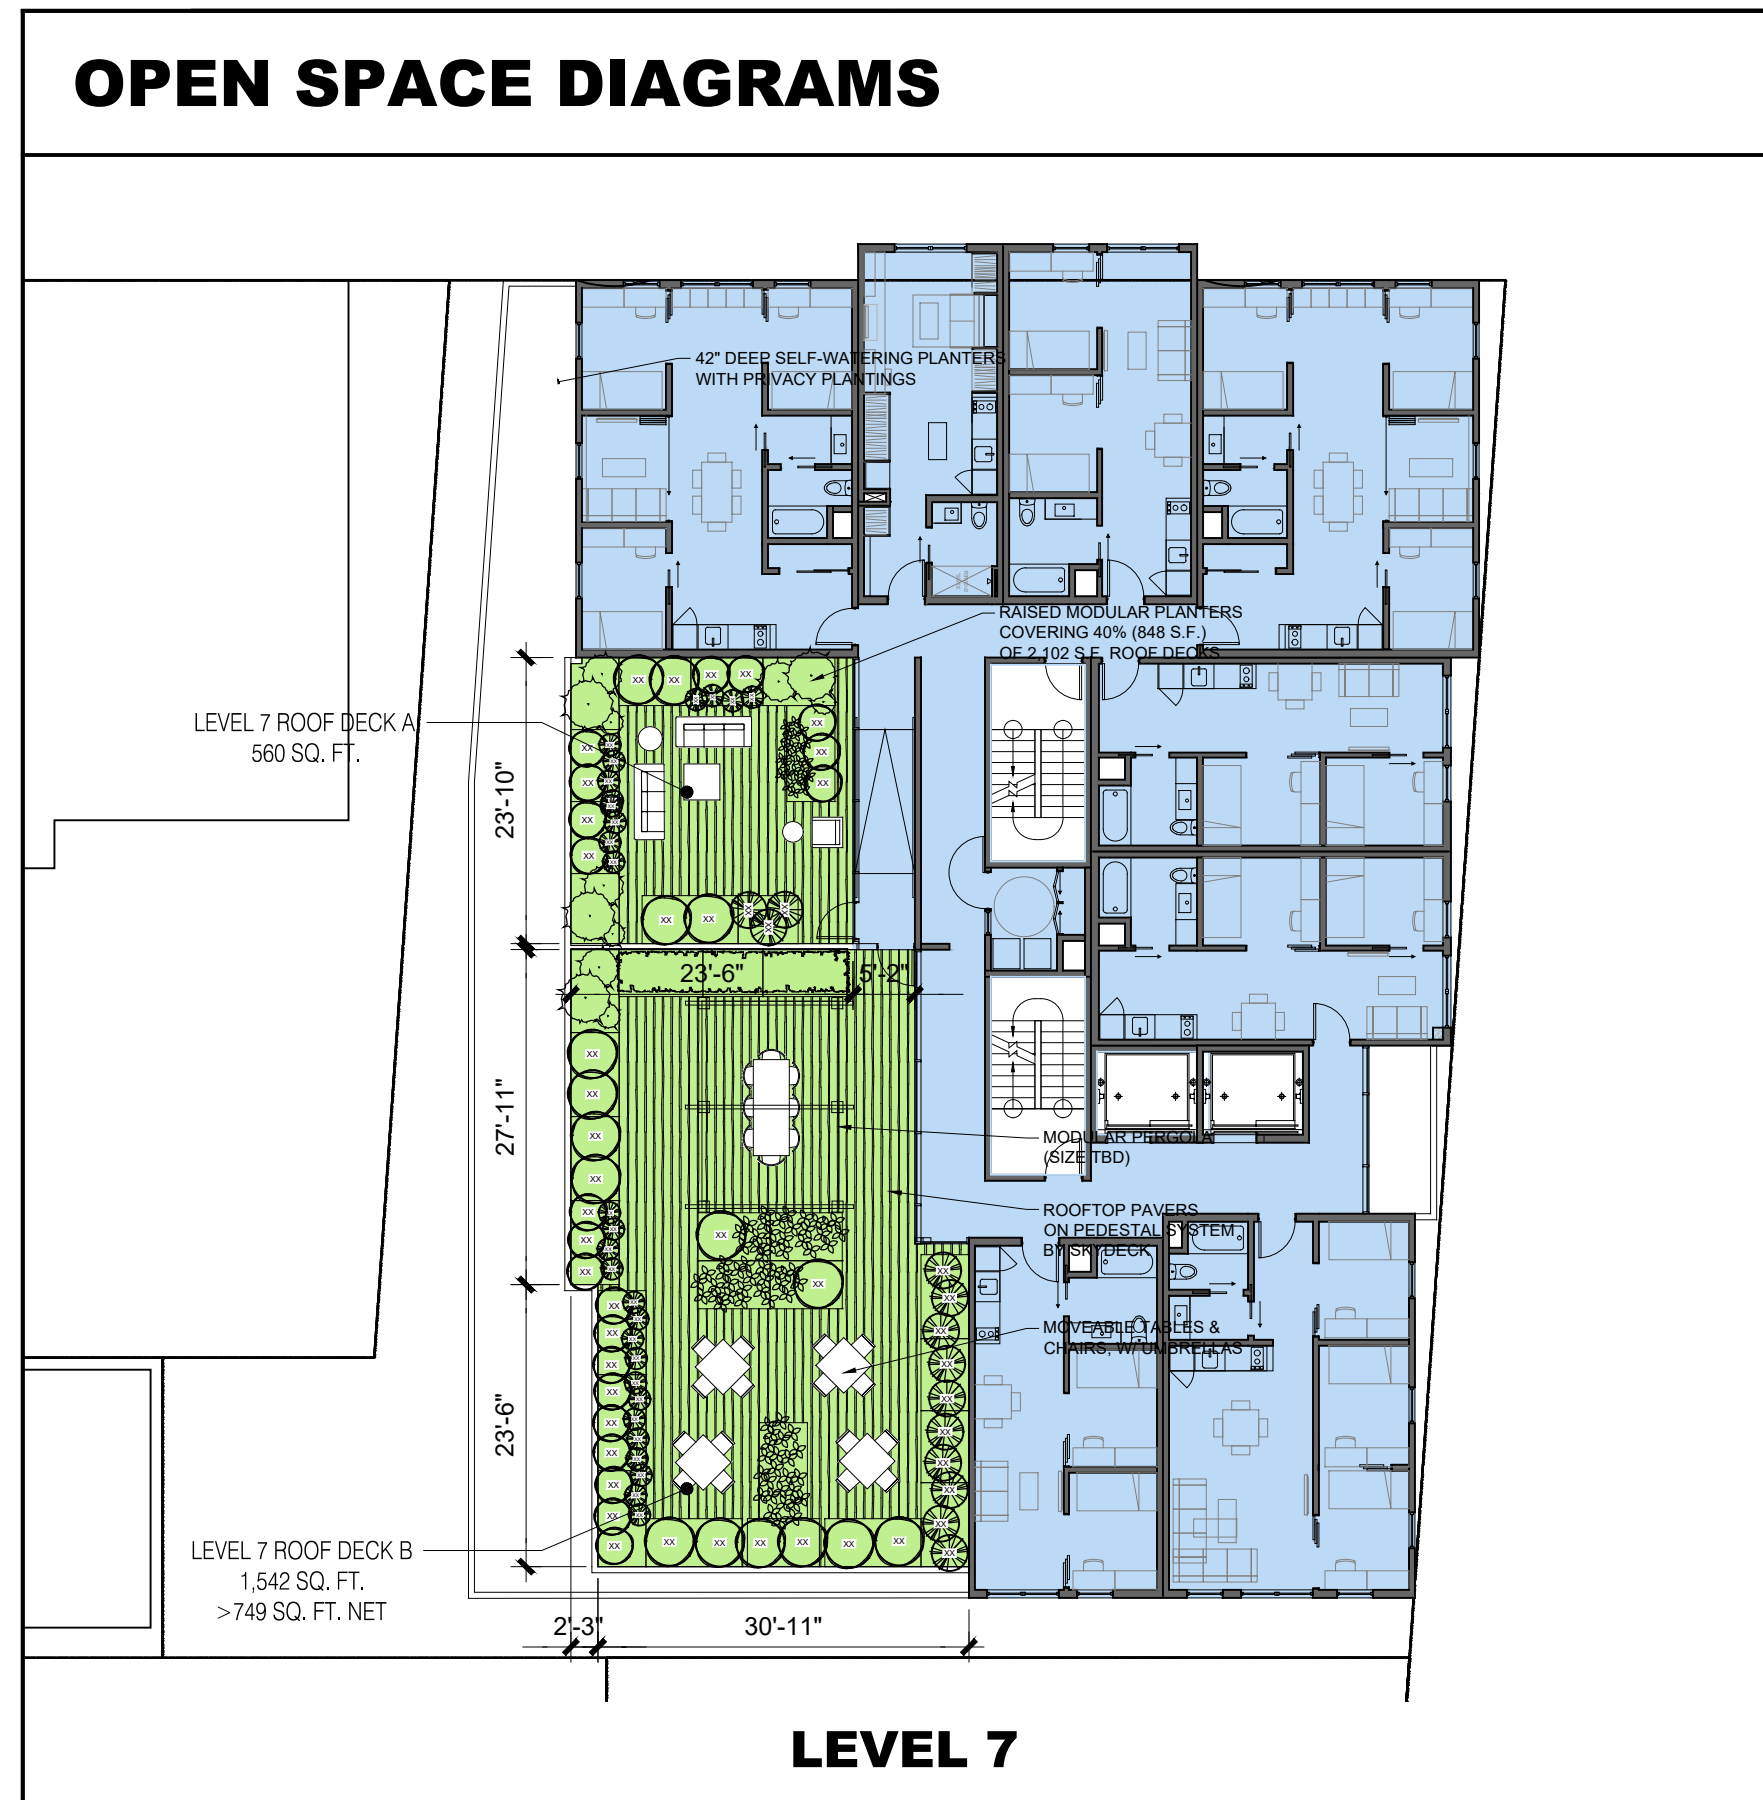 OPEN SPACE DIAGRAMS
42" DEEP SELF-WATERING PLANTERS
WITH PRIVACY PLANTINGS
RAISED MODULAR PLANTERS
COVERING 40% (848 S.F.)
OF 2,102 S.F. ROOF DECKS
LEVEL 7 ROOF DECK A
560 SQ. FT.
23'-10"
23'-6"
5'-2"
27'-11"
MODULAR PERGOLA
(SIZE TBD)
ROOFTOP PAVERS
ON PEDESTAL SYSTEM
BY SKYDECK
MOVEABLE TABLES &
CHAIRS, W/ UMBRELLAS
23'-6"
LEVEL 7 ROOF DECK B
1,542 SQ. FT.
>749 SQ. FT. NET
2'-3"
30'-11"
LEVEL 7